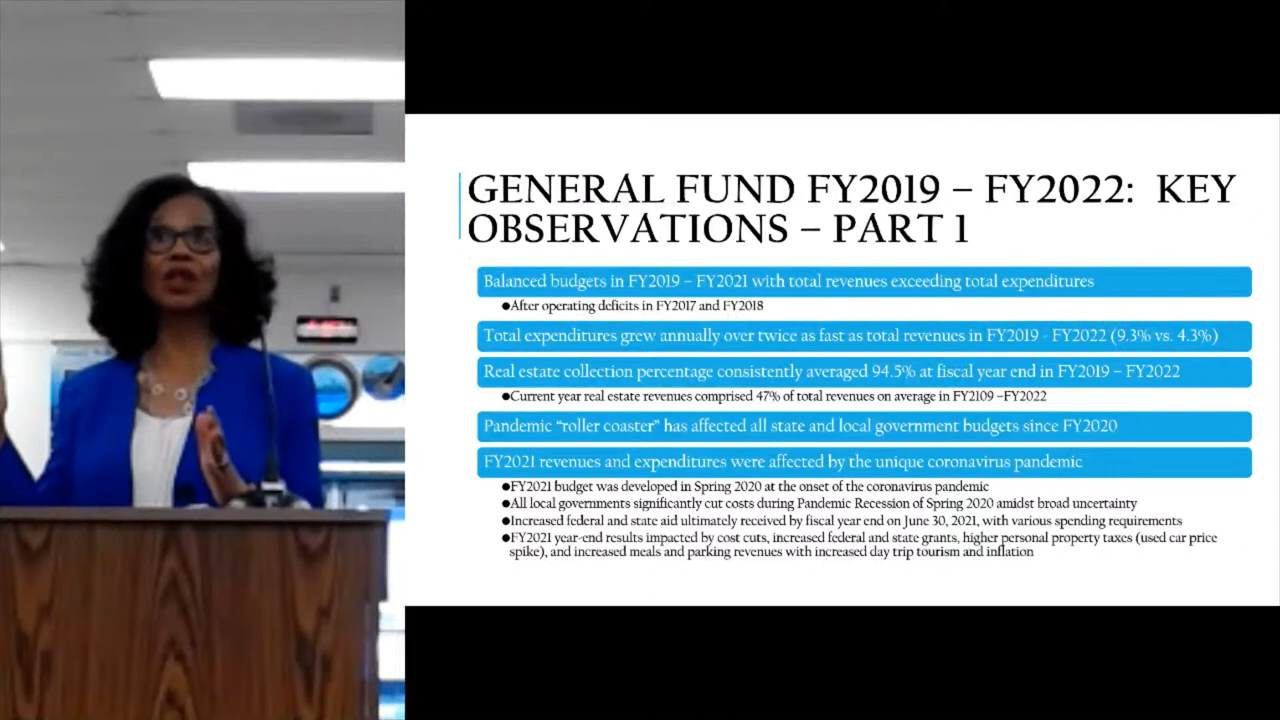 GENERAL FUND FY2019 – FY2022: KEY
OBSERVATIONS – PART 1
Balanced budgets in FY2019 – FY2021 with total revenues exceeding total expenditures
●After operating deficits in FY2017 and FY2018
Total expenditures grew annually over twice as fast as total revenues in FY2019 - FY2022 (9.3% vs. 4.3%)
Real estate collection percentage consistently averaged 94.5% at fiscal year end in FY2019 – FY2022
●Current year real estate revenues comprised 47% of total revenues on average in FY2109 –FY2022
Pandemic “roller coaster” has affected all state and local government budgets since FY2020
FY2021 revenues and expenditures were affected by the unique coronavirus pandemic
●FY2021 budget was developed in Spring 2020 at the onset of the coronavirus pandemic
●All local governments significantly cut costs during Pandemic Recession of Spring 2020 amidst broad uncertainty
●Increased federal and state aid ultimately received by fiscal year end on June 30, 2021, with various spending requirements
●FY2021 year-end results impacted by cost cuts, increased federal and state grants, higher personal property taxes (used car price
spike), and increased meals and parking revenues with increased day trip tourism and inflation